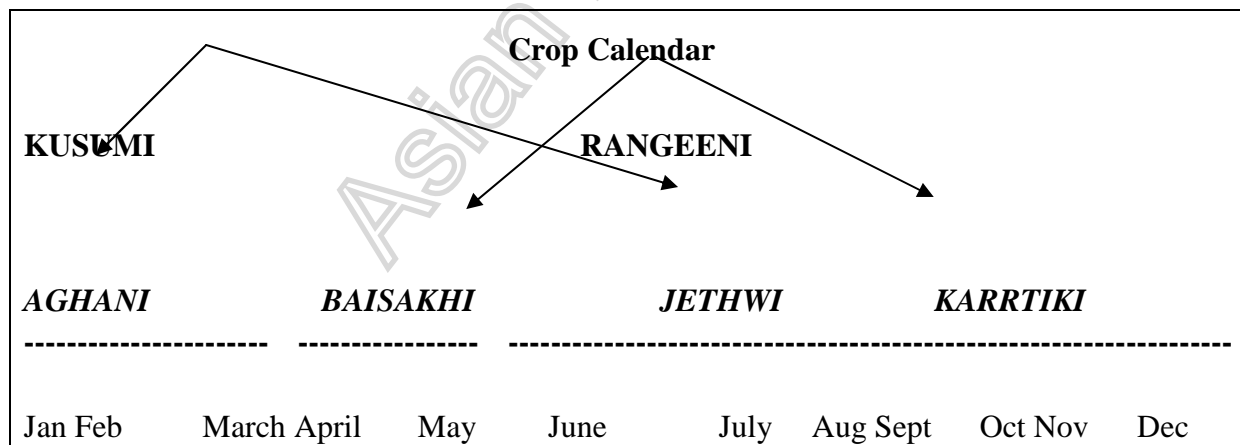 Crop Calendar
KUSUMI RANGEENI
AGHANI BAISAKHI JETHWI KARRTIKI
----------------------- ----------------- --------------------------------------------------------------------
Jan Feb March April May June July Aug Sept Oct Nov Dec
Asian